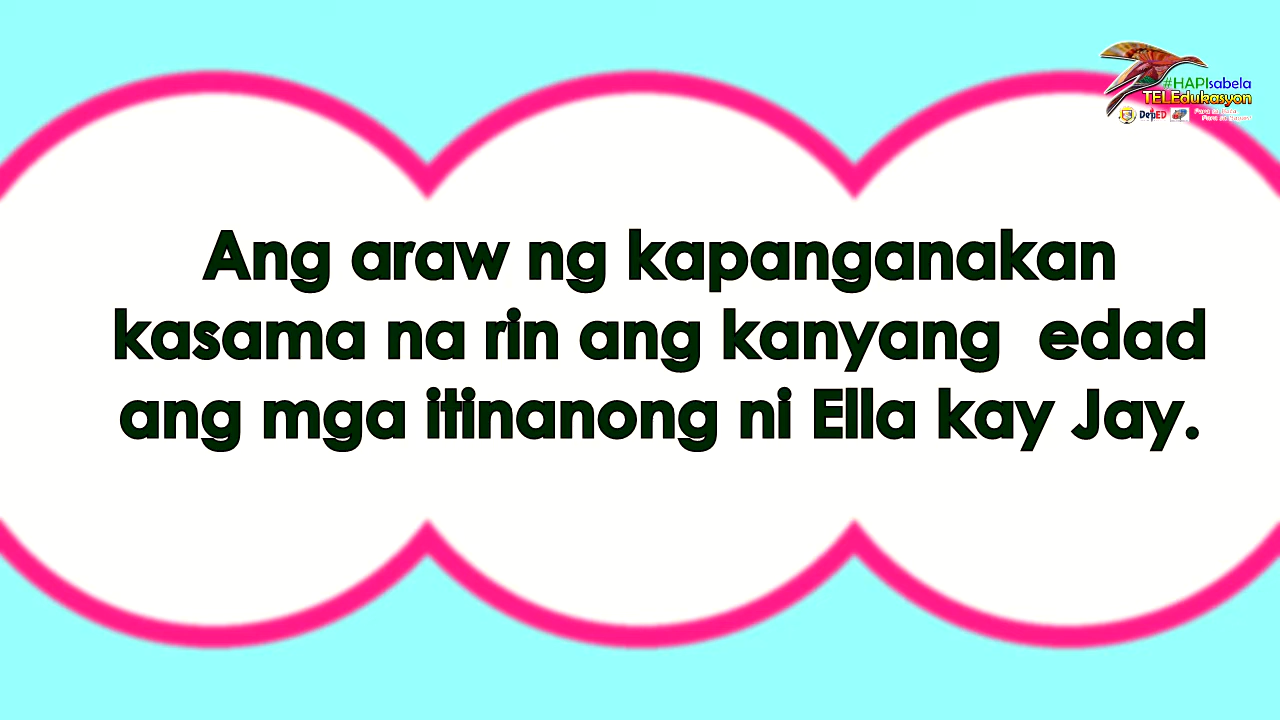 #HAPIsabela
TELEdukasyon
DepED
Ang araw ng kapanganakan
kasama na rin ang kanyang edad
ang mga itinanong ni Ella kay Jay.